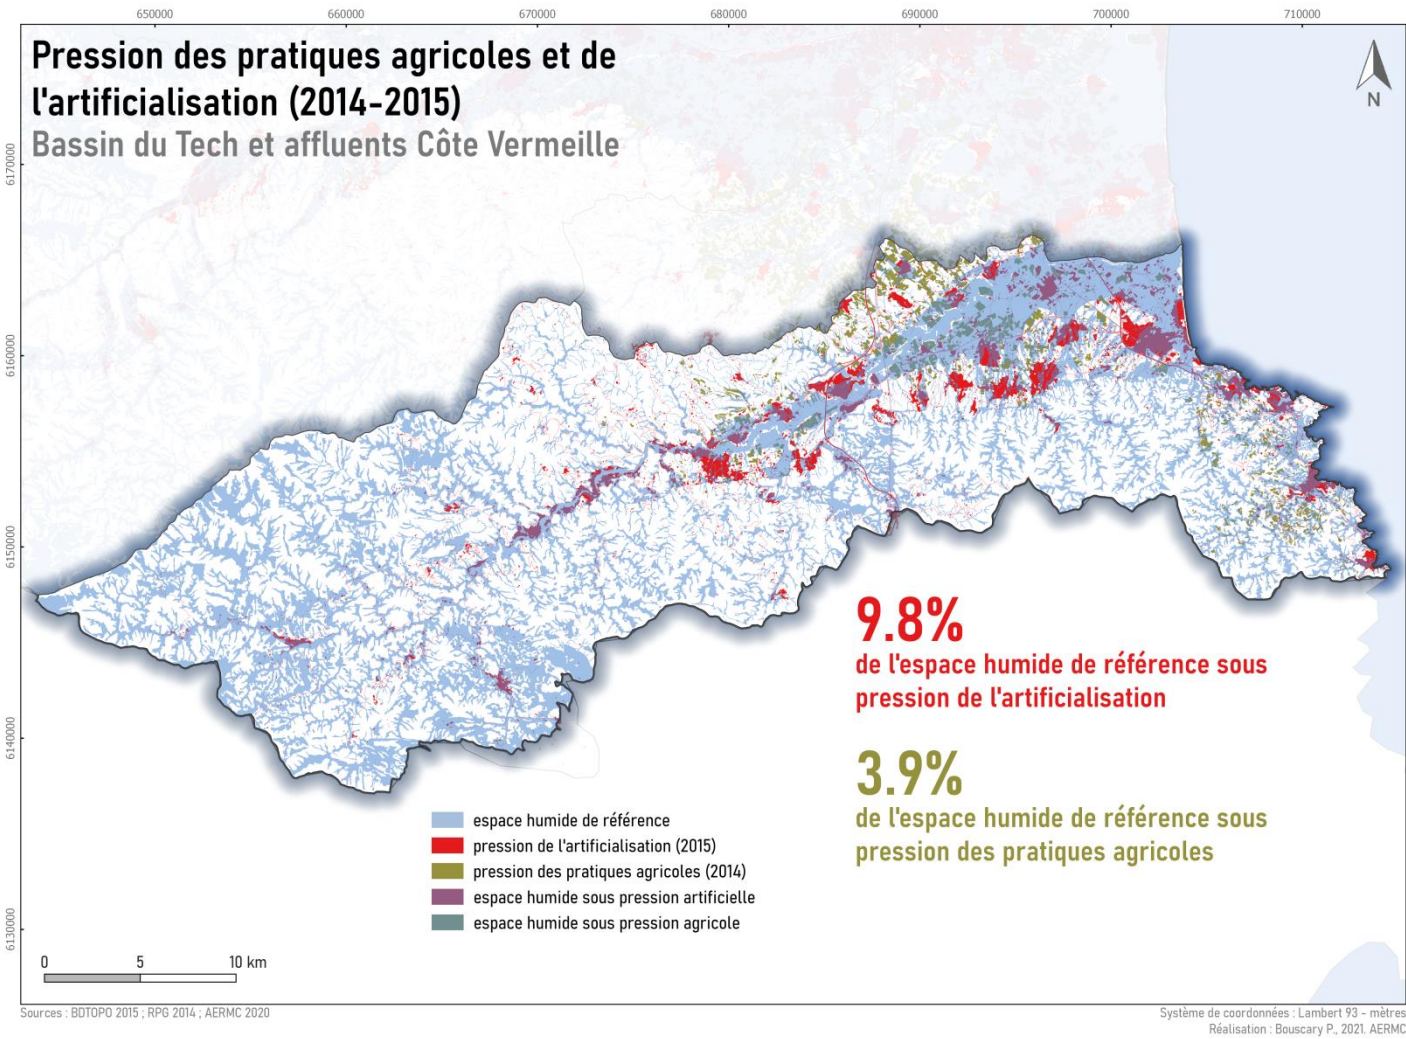 650000
660000
670000
680000
690000
700000
710000
Pression des pratiques agricoles et de
l'artificialisation (2014-2015)
Bassin du Tech et affluents Côte Vermeille
N
6170000
6160000
6150000
6140000
6130000
9.8%
de l'espace humide de référence sous
pression de l'artificialisation
3.9%
de l'espace humide de référence sous
pression des pratiques agricoles
espace humide de référence
pression de l'artificialisation (2015)
pression des pratiques agricoles (2014)
espace humide sous pression artificielle
espace humide sous pression agricole
0 5 10 km
Sources : BDTOPO 2015 ; RPG 2014 ; AERMC 2020
Système de coordonnées : Lambert 93 - mètres
Réalisation : Bouscary P., 2021. AERMC